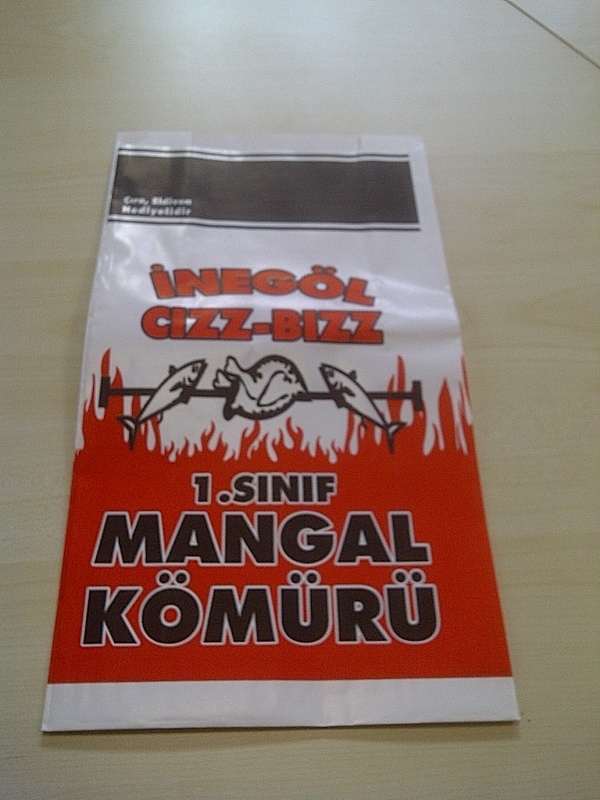 Çıra, Eldiven
Hediyelidir
İNEGÖL
CIZZ-BIZZ
1.SINIF
MANGAL
KÖMÜRÜ